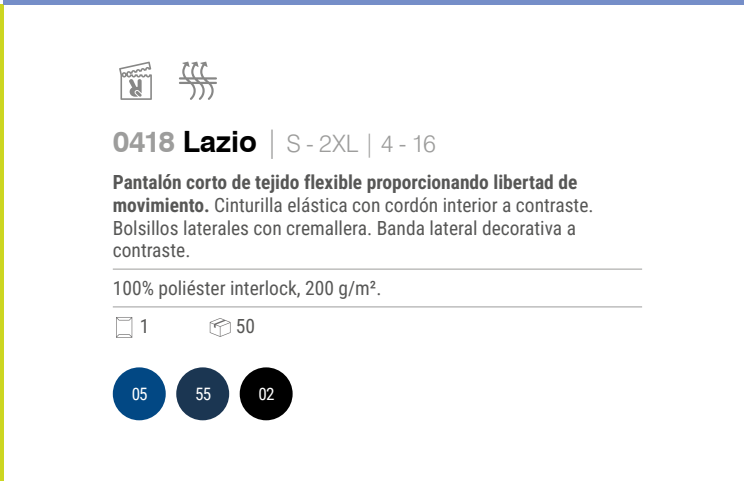 0418 Lazio | S - 2XL | 4 - 16
Pantalón corto de tejido flexible proporcionando libertad de
movimiento. Cinturilla elástica con cordón interior a contraste.
Bolsillos laterales con cremallera. Banda lateral decorativa a
contraste.
100% poliéster interlock, 200 g/m².
1 50
05 55 02